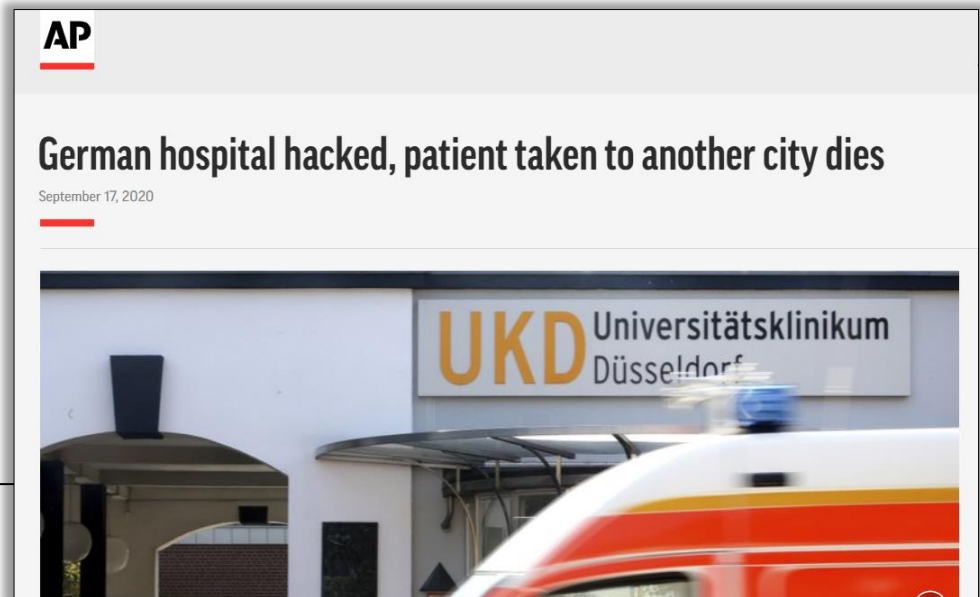 AP
German hospital hacked, patient taken to another city dies
September 17, 2020
UKD Universitätsklinikum
Düsseldorf